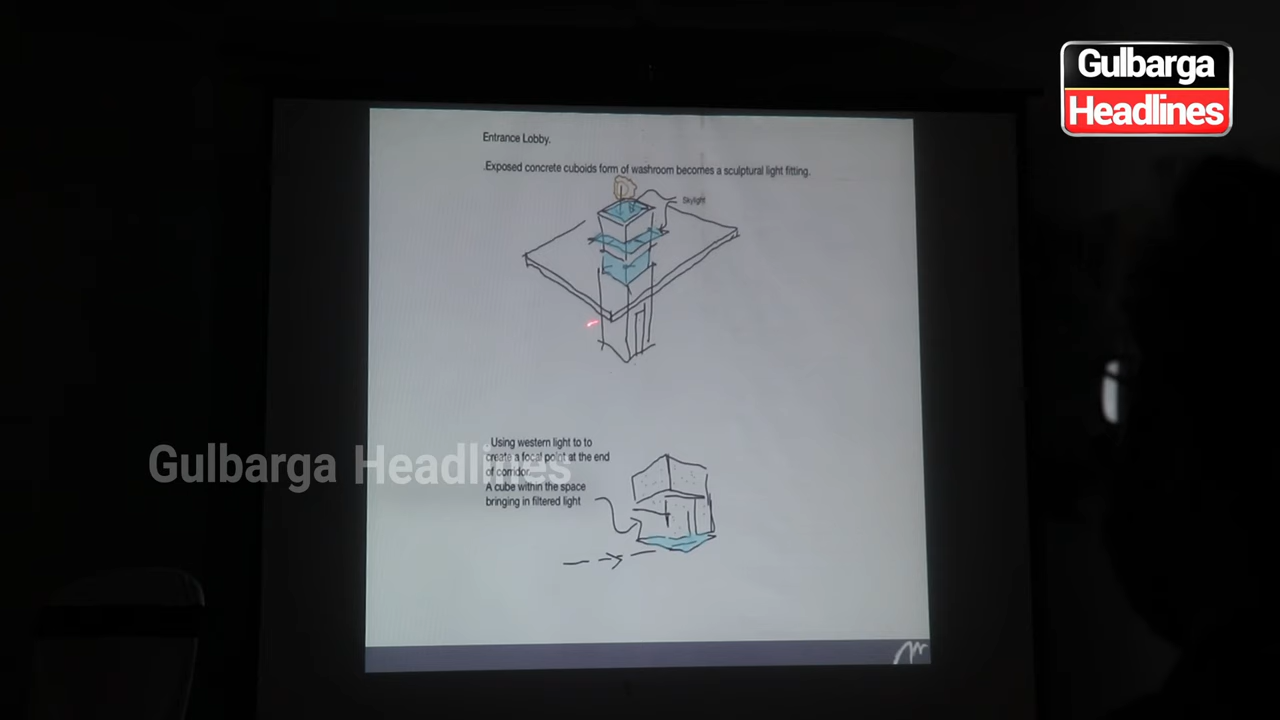 Gulbarga
Headlines
Entrance Lobby.
Exposed concrete cuboids form of washroom becomes a sculptural light fitting.
Skylight
Using western light to to
create a focal point at the end
of corridor.
A cube within the space
bringing in filtered light
Gulbarga Headlines